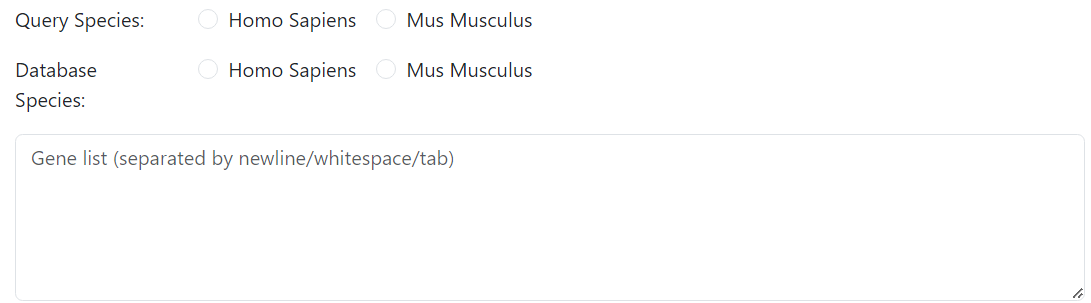 Query Species: Homo Sapiens Mus Musculus
Database Species: Homo Sapiens Mus Musculus
Gene list (separated by newline/whitespace/tab)